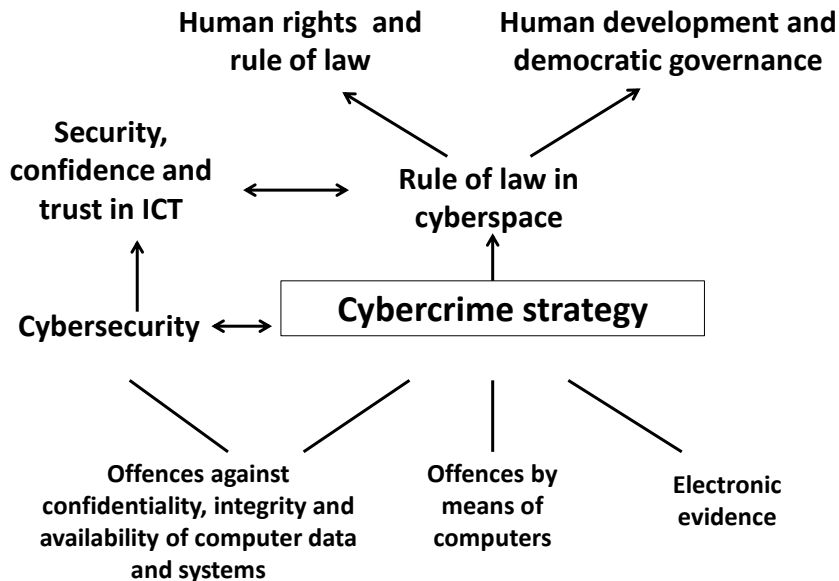 Human rights and
rule of law
Human development and
democratic governance
Security,
confidence and
trust in ICT
Rule of law in
cyberspace
Cybersecurity
Cybercrime strategy
Offences against
confidentiality, integrity and
availability of computer data
and systems
Offences by
means of
computers
Electronic
evidence